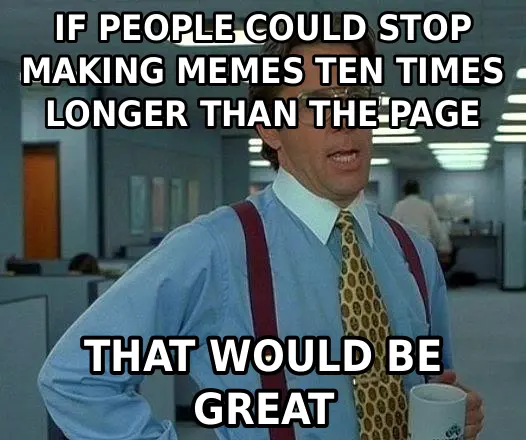 IF PEOPLE COULD STOP
MAKING MEMES TEN TIMES
LONGER THAN THE PAGE
THAT WOULD BE
GREAT